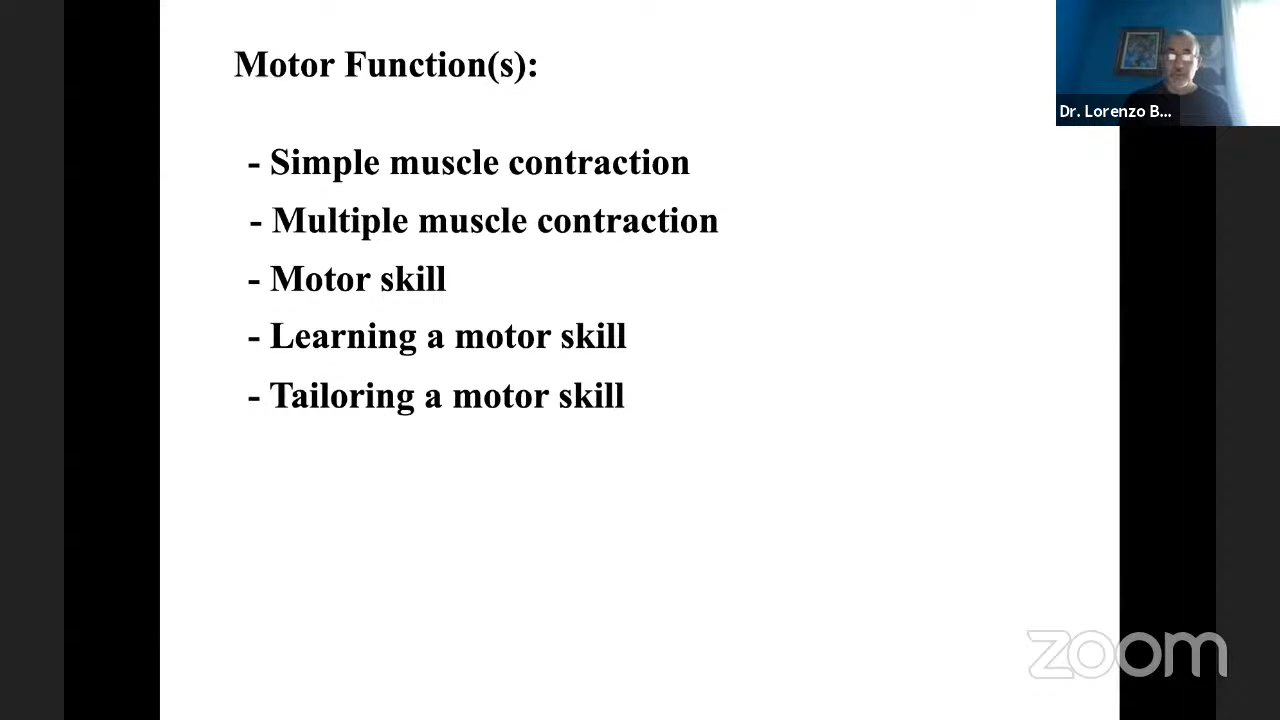 Motor Function(s):
- Simple muscle contraction
- Multiple muscle contraction
- Motor skill
- Learning a motor skill
- Tailoring a motor skill
Dr. Lorenzo B...
zoom